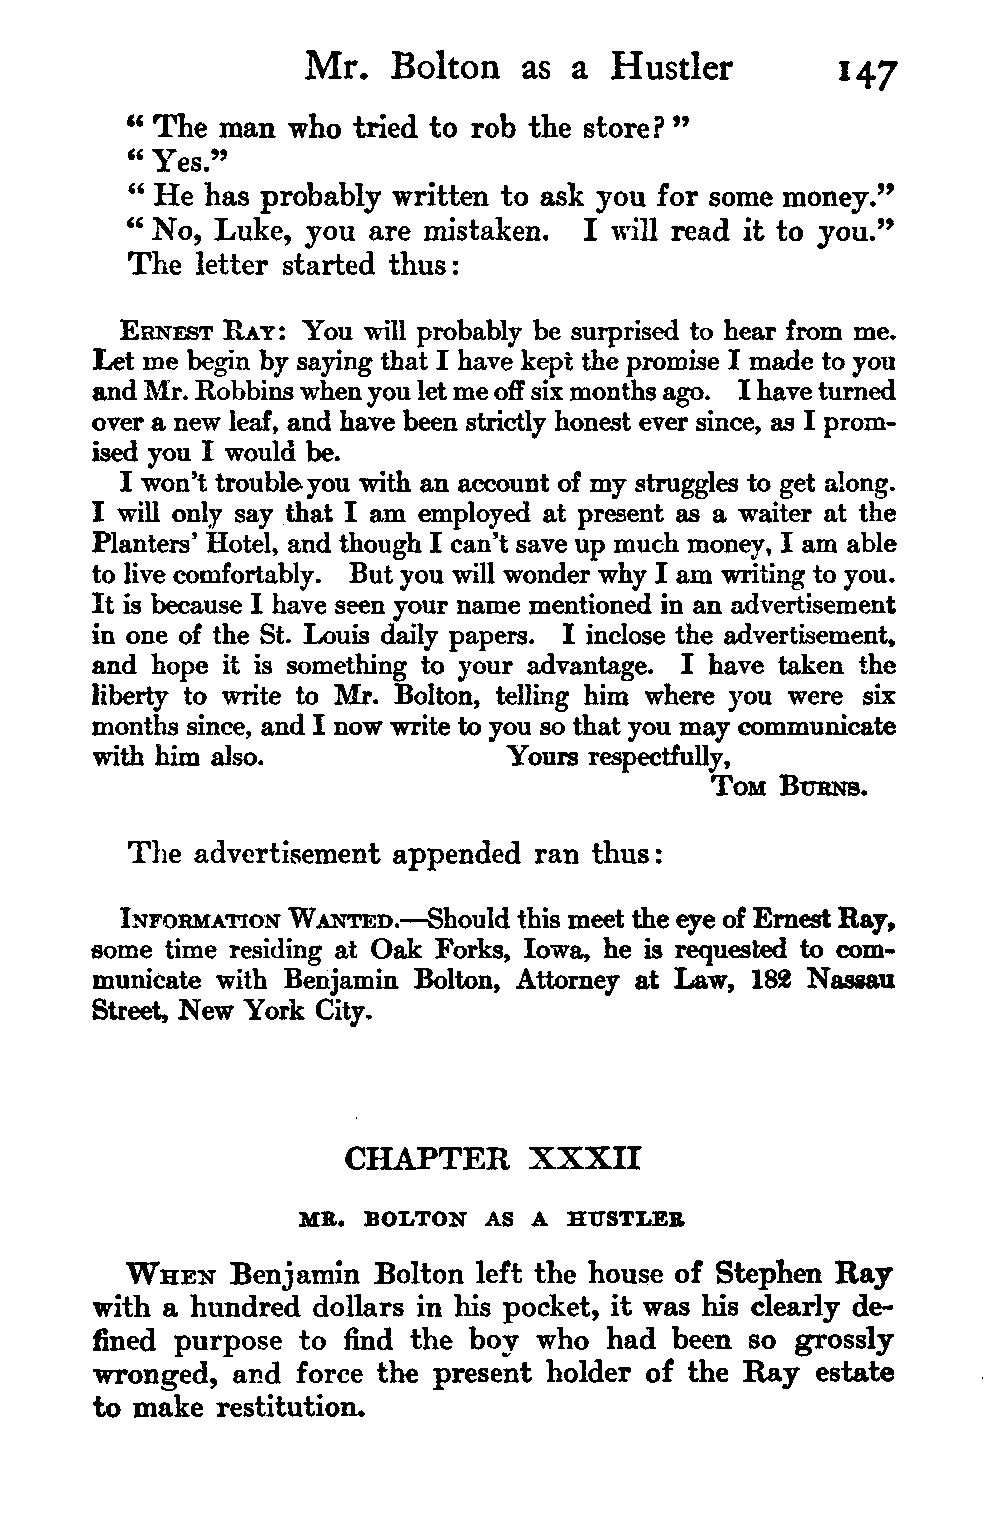 Mr. Bolton as a Hustler 147
“ The man who tried to rob the store? ”
“ Yes.”
“ He has probably written to ask you for some money.”
“ No, Luke, you are mistaken. I will read it to you.”
The letter started thus:
ERNEST RAY: You will probably be surprised to hear from me.
Let me begin by saying that I have kept the promise I made to you
and Mr. Robbins when you let me off six months ago. I have turned
over a new leaf, and have been strictly honest ever since, as I prom-
ised you I would be.
I won’t trouble you with an account of my struggles to get along.
I will only say that I am employed at present as a waiter at the
Planters’ Hotel, and though I can’t save up much money, I am able
to live comfortably. But you will wonder why I am writing to you.
It is because I have seen your name mentioned in an advertisement
in one of the St. Louis daily papers. I inclose the advertisement,
and hope it is something to your advantage. I have taken the
liberty to write to Mr. Bolton, telling him where you were six
months since, and I now write to you so that you may communicate
with him also. Yours respectfully,
TOM BURNS.
The advertisement appended ran thus:
INFORMATION WANTED.—Should this meet the eye of Ernest Ray,
some time residing at Oak Forks, Iowa, he is requested to com-
municate with Benjamin Bolton, Attorney at Law, 182 Nassau
Street, New York City.
CHAPTER XXXII
MR. BOLTON AS A HUSTLER
WHEN Benjamin Bolton left the house of Stephen Ray
with a hundred dollars in his pocket, it was his clearly de-
fined purpose to find the boy who had been so grossly
wronged, and force the present holder of the Ray estate
to make restitution.